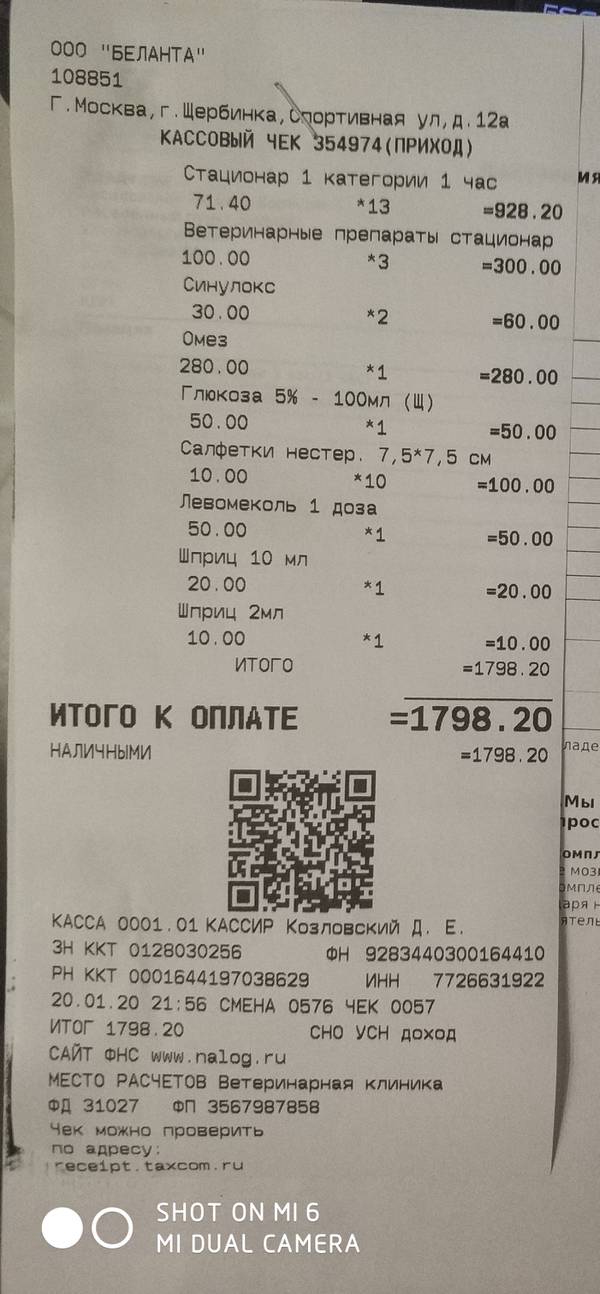 ООО "БЕЛАНТА"
108851
Г.Москва,г.Щербинка,Спортивная ул,д.12а
КАССОВЫЙ ЧЕК 354974(ПРИХОД)
Стационар 1 категории 1 час
71.40 *13 =928.20
Ветеринарные препараты стационар
100.00 *3 =300.00
Синулокс
30.00 *2 =60.00
Омез
280.00 *1 =280.00
Глюкоза 5% - 100мл (Щ)
50.00 *1 =50.00
Салфетки нестер. 7,5*7,5 см
10.00 *10 =100.00
Левомеколь 1 доза
50.00 *1 =50.00
Шприц 10 мл
20.00 *1 =20.00
Шприц 2мл
10.00 *1 =10.00
ИТОГО =1798.20
ИТОГО К ОПЛАТЕ =1798.20
НАЛИЧНЫМИ =1798.20
КАССА 0001.01 КАССИР Козловский Д. Е.
ЗН ККТ 0128030256 ФН 9283440300164410
РН ККТ 0001644197038629 ИНН 7726631922
20.01.20 21:56 СМЕНА 0576 ЧЕК 0057
ИТОГ 1798.20 СНО УСН доход
САЙТ ФНС www.nalog.ru
МЕСТО РАСЧЕТОВ Ветеринарная клиника
ФД 31027 ФП 3567987858
Чек можно проверить
по адресу:
receipt.taxcom.ru
Мы
SHOT ON MI 6
MI DUAL CAMERA